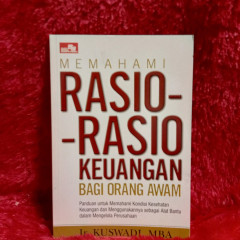 MEMAHAMI
RASIO-
-RASIO
KEUANGAN
BAGI ORANG AWAM
Panduan untuk Memahami Kondisi Kesehatan
Keuangan dan Menggunakannya sebagai Alat Bantu
dalam Mengelola Perusahaan
Ir. KUSWADI, MBA